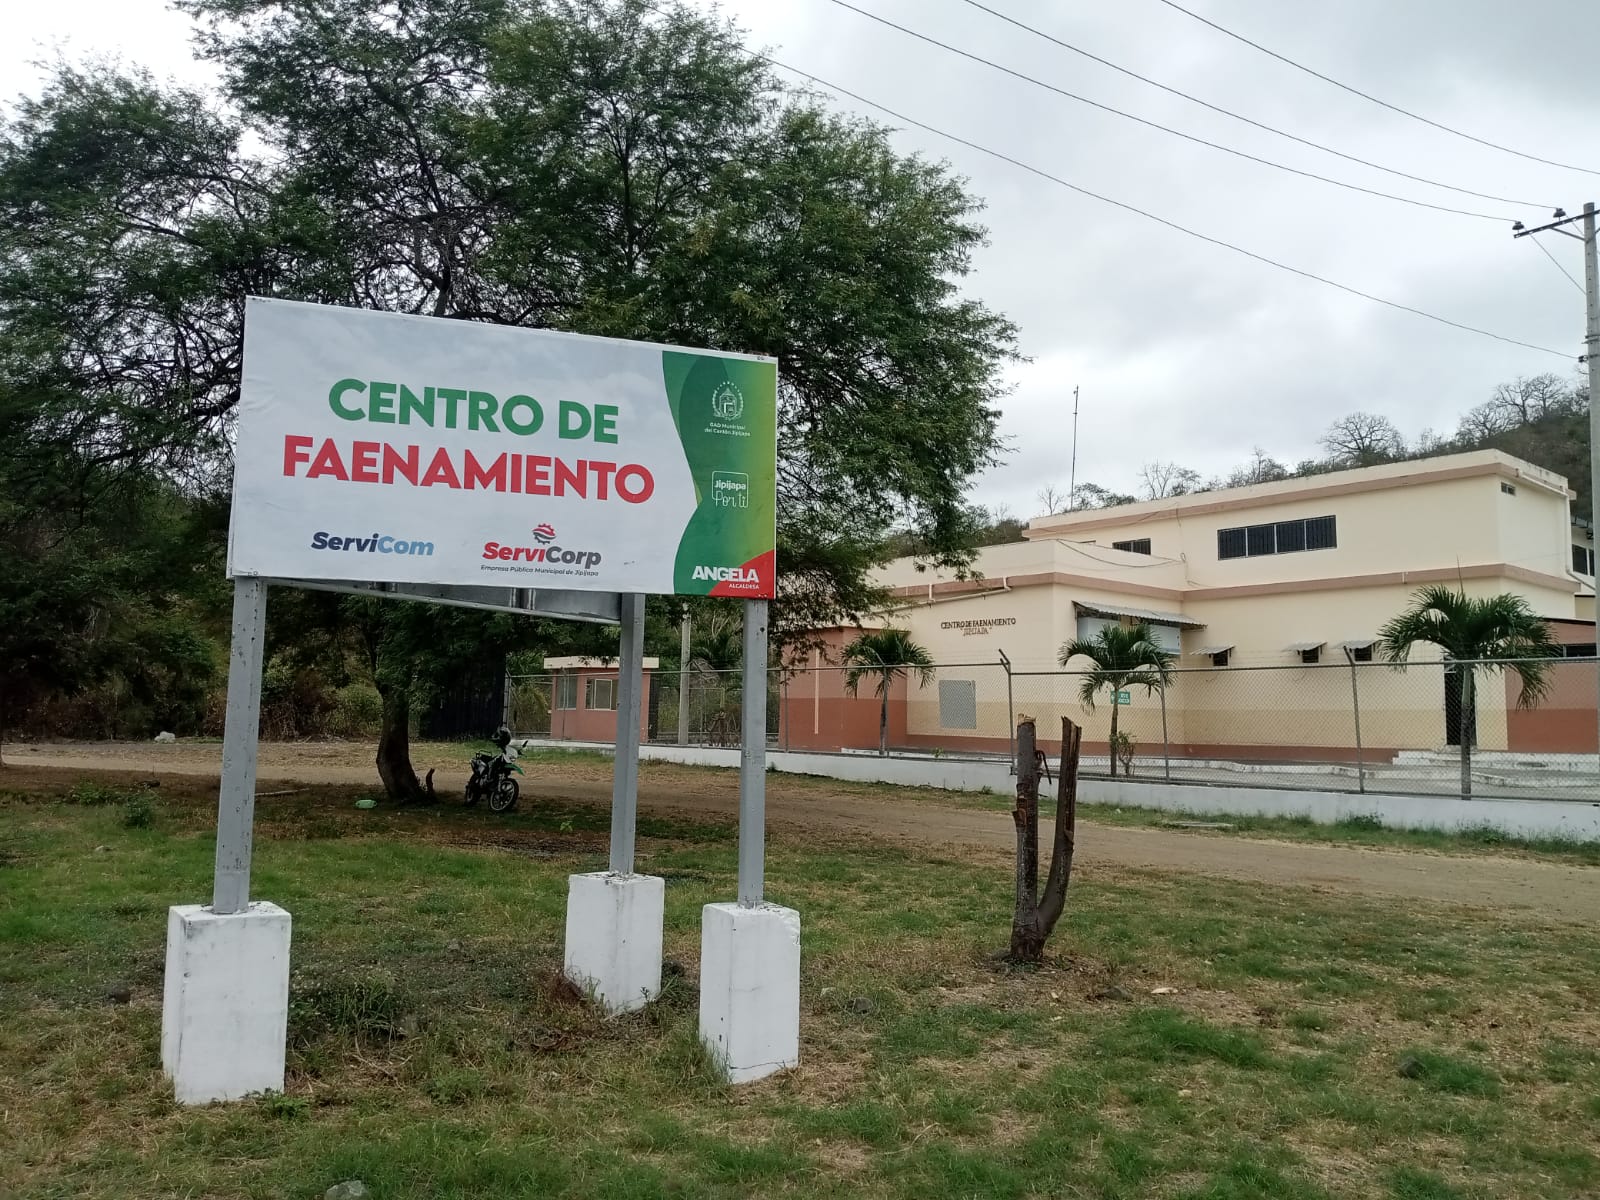 CENTRO DE
FAENAMIENTO
ServiCom
ServiCorp
Empresa Pública Municipal de Jipijapa
GAD Municipal
del Cantón Jipijapa
Jipijapa
Por ti
ANGELA
ALCALDESA
CENTRO DE FAENAMIENTO
"JIPIJAPA"